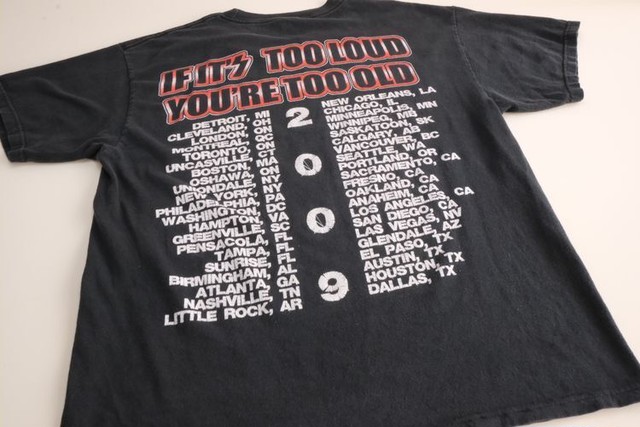 IF IT'S TOO LOUD
YOU'RE TOO OLD
DETROIT, MI
CLEVELAND, OH
LONDON, ON
MONTREAL, QC
TORONTO, ON
UNCASVILLE, CT
BOSTON, MA
OSHAWA, ON
UNIONDALE, NY
NEW YORK, NY
PHILADELPHIA, PA
WASHINGTON, DC
HAMPTON, VA
GREENVILLE, SC
PENSACOLA, FL
TAMPA, FL
SUNRISE, FL
BIRMINGHAM, AL
ATLANTA, GA
NASHVILLE, TN
LITTLE ROCK, AR
2
0
0
9
NEW ORLEANS, LA
CHICAGO, IL
MINNEAPOLIS, MN
WINNIPEG, MB
SASKATOON, SK
CALGARY, AB
VANCOUVER, BC
SEATTLE, WA
PORTLAND, OR
SACRAMENTO, CA
FRESNO, CA
OAKLAND, CA
ANAHEIM, CA
LOS ANGELES, CA
SAN DIEGO, CA
LAS VEGAS, NV
GLENDALE, AZ
EL PASO, TX
AUSTIN, TX
HOUSTON, TX
DALLAS, TX